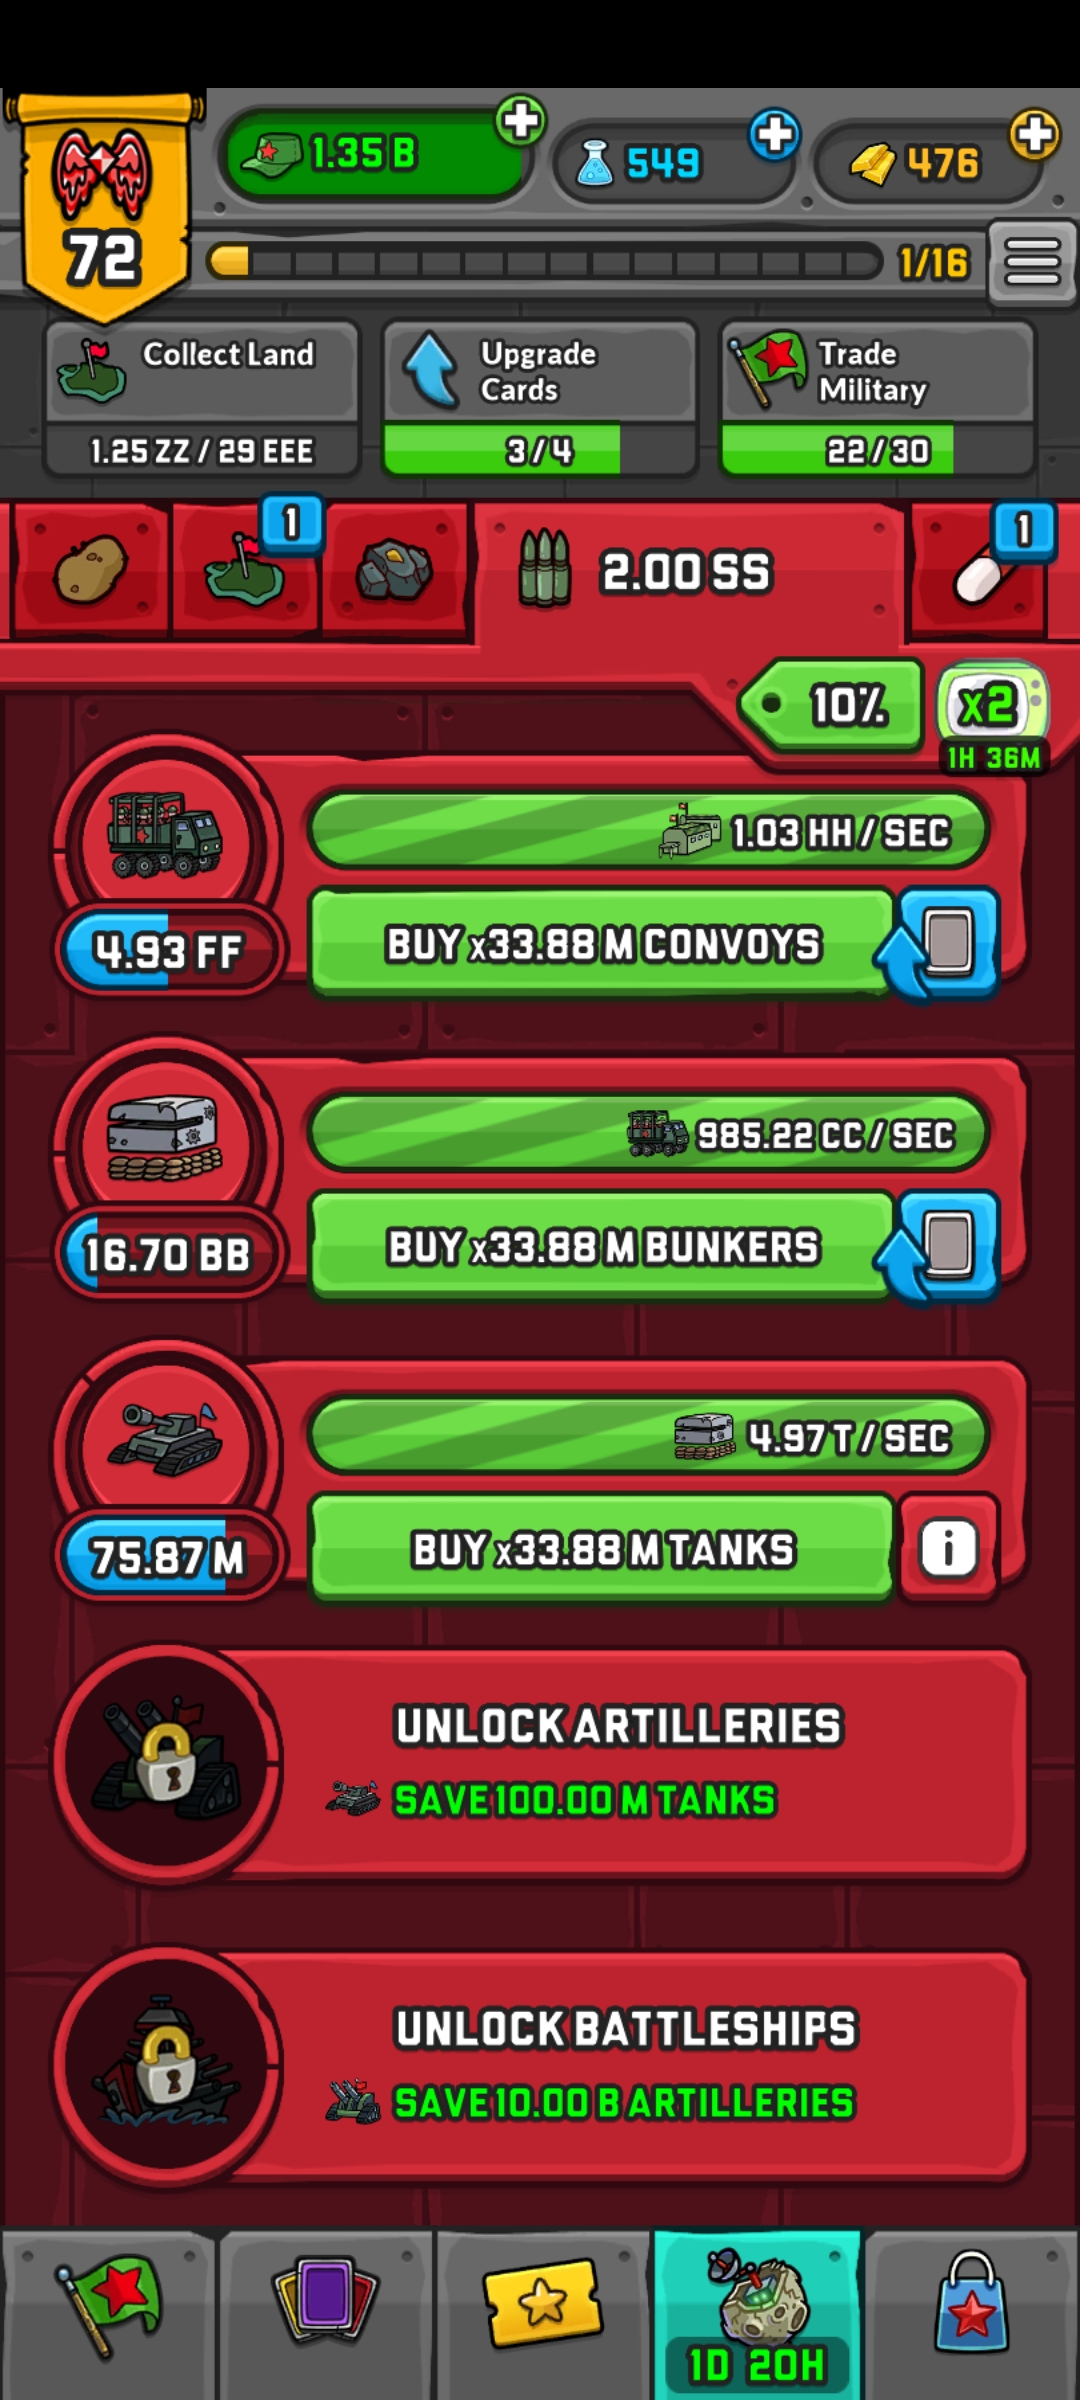 1.35 B
549
476
72
1/16
Collect Land
1.25 ZZ / 29 EEE
Upgrade
Cards
3/4
Trade
Military
22/30
1
2.00 SS
1
10%
x2
1H 36M
1.03 HH / SEC
4.93 FF
BUY x33.88 M CONVOYS
985.22 CC / SEC
16.70 BB
BUY x33.88 M BUNKERS
4.97 T / SEC
75.87 M
BUY x33.88 M TANKS
i
UNLOCK ARTILLERIES
SAVE 100.00 M TANKS
UNLOCK BATTLESHIPS
SAVE 10.00 B ARTILLERIES
1D 20H